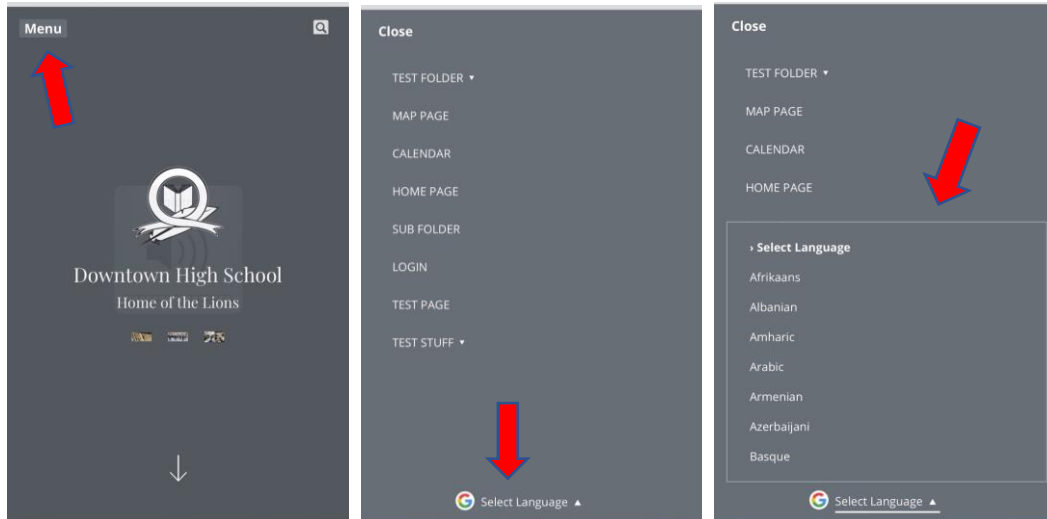 Menu
Downtown High School
Home of the Lions
Close
TEST FOLDER ▾
MAP PAGE
CALENDAR
HOME PAGE
SUB FOLDER
LOGIN
TEST PAGE
TEST STUFF ▾
Select Language ▲
Close
TEST FOLDER ▾
MAP PAGE
CALENDAR
HOME PAGE
› Select Language
Afrikaans
Albanian
Amharic
Arabic
Armenian
Azerbaijani
Basque
Select Language ▲